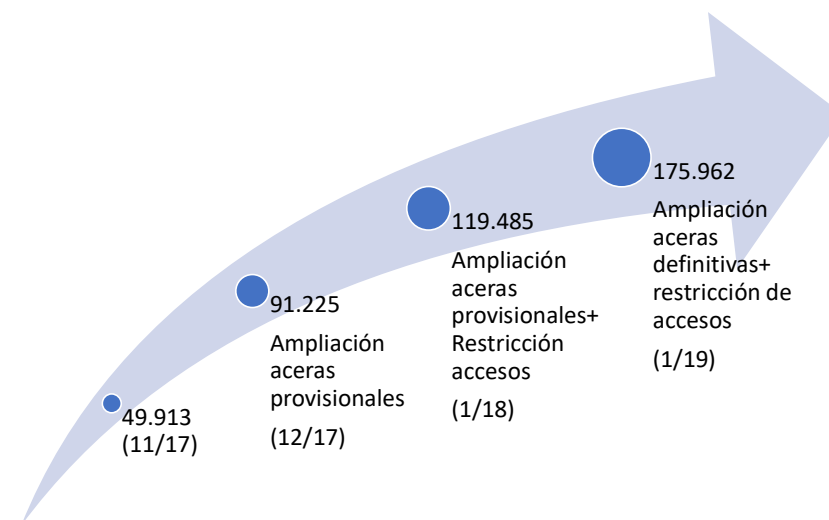 49.913
(11/17)
91.225
Ampliación
aceras
provisionales
(12/17)
119.485
Ampliación
aceras
provisionales+
Restricción
accesos
(1/18)
175.962
Ampliación
aceras
definitivas+
restricción de
accesos
(1/19)